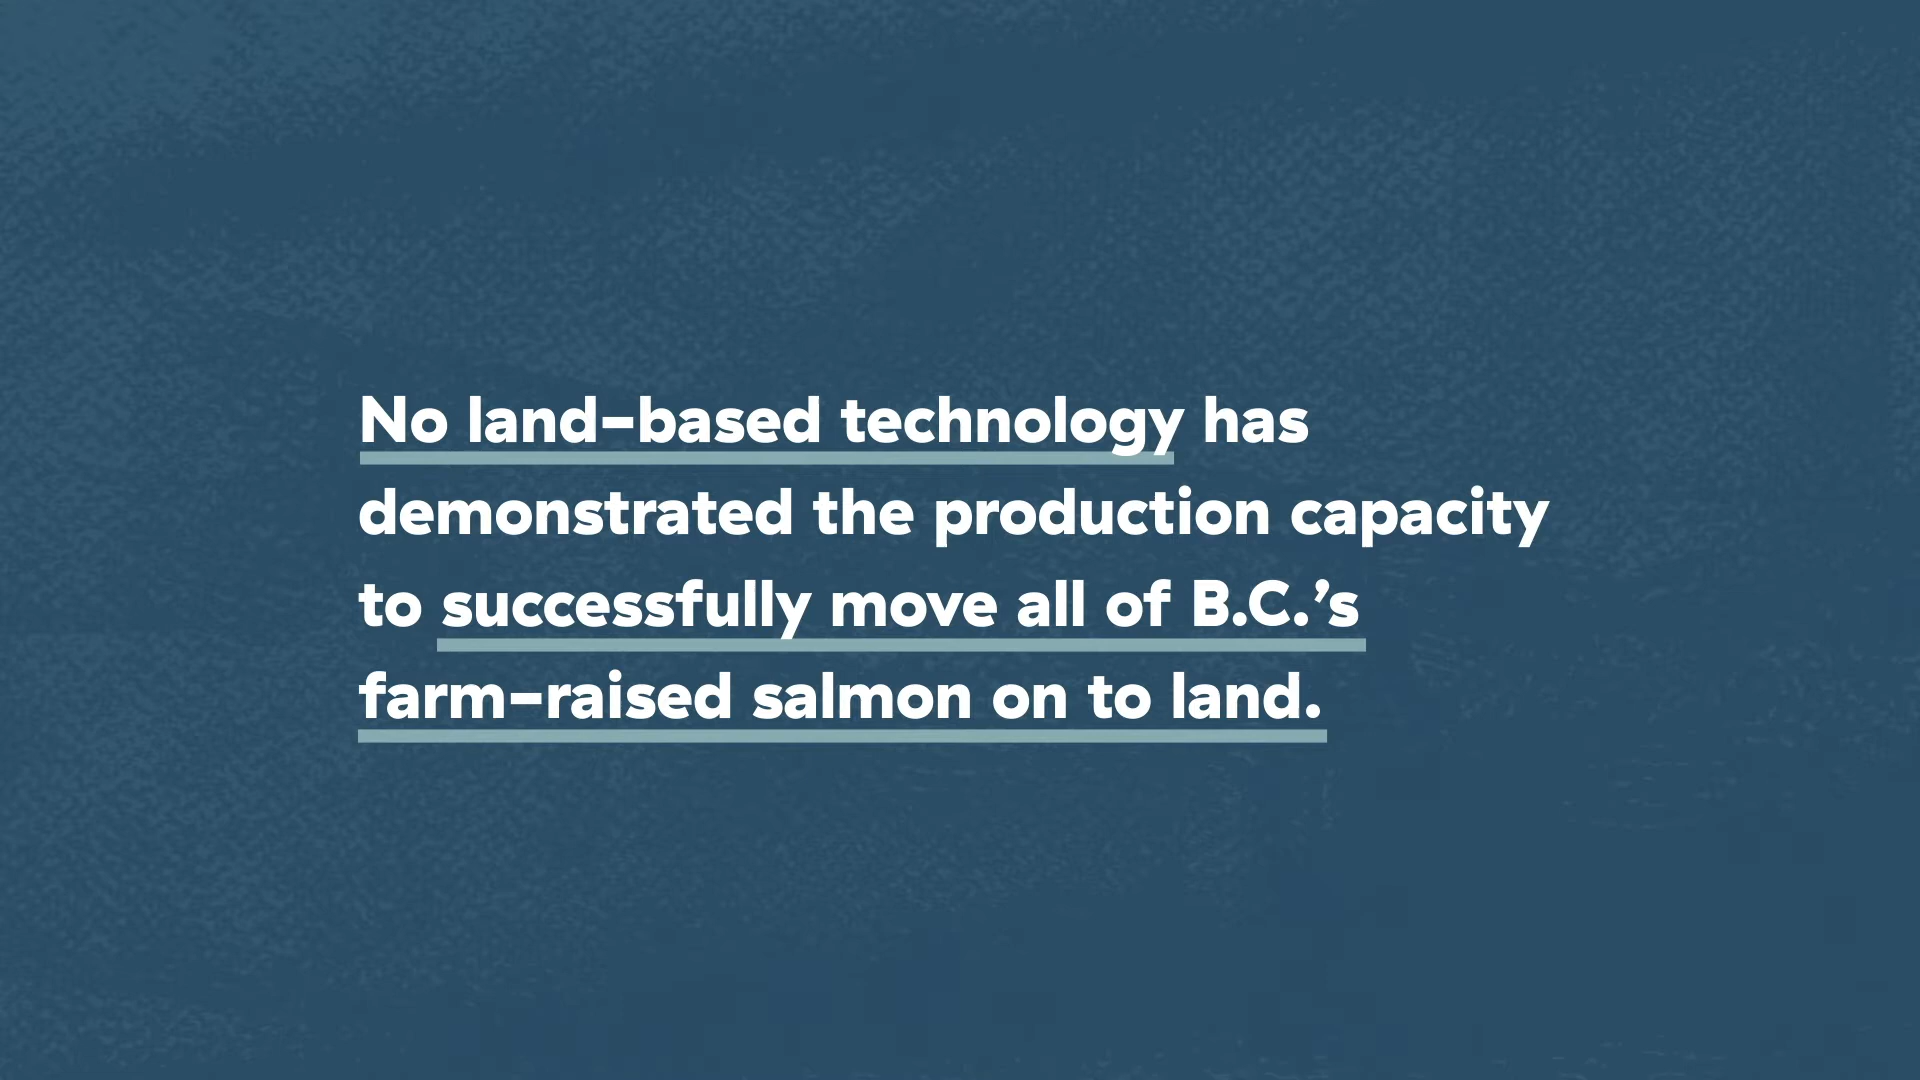 No land-based technology has
demonstrated the production capacity
to successfully move all of B.C.’s
farm-raised salmon on to land.